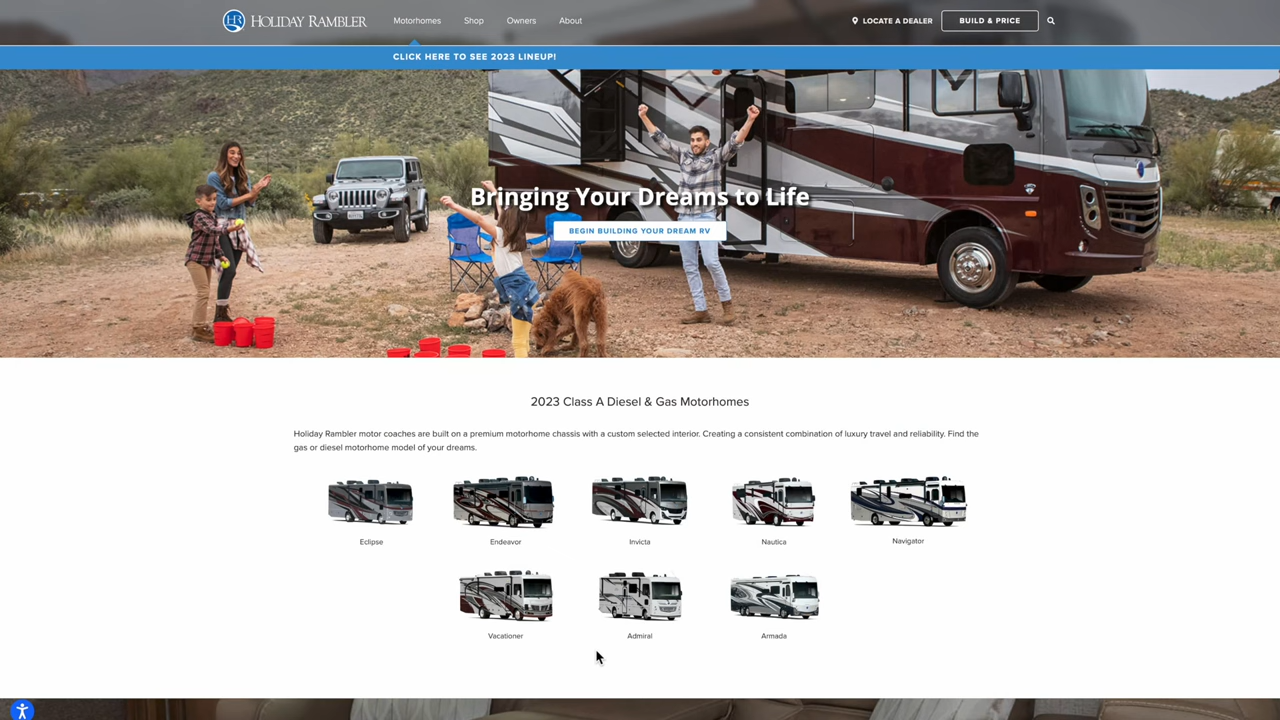 HR HOLIDAY RAMBLER
Motorhomes
Shop
Owners
About
LOCATE A DEALER
BUILD & PRICE
CLICK HERE TO SEE 2023 LINEUP!
Bringing Your Dreams to Life
BEGIN BUILDING YOUR DREAM RV
2023 Class A Diesel & Gas Motorhomes
Holiday Rambler motor coaches are built on a premium motorhome chassis with a custom selected interior. Creating a consistent combination of luxury travel and reliability. Find the
gas or diesel motorhome model of your dreams.
Eclipse
Endeavor
Invicta
Nautica
Navigator
Vacationer
Admiral
Armada